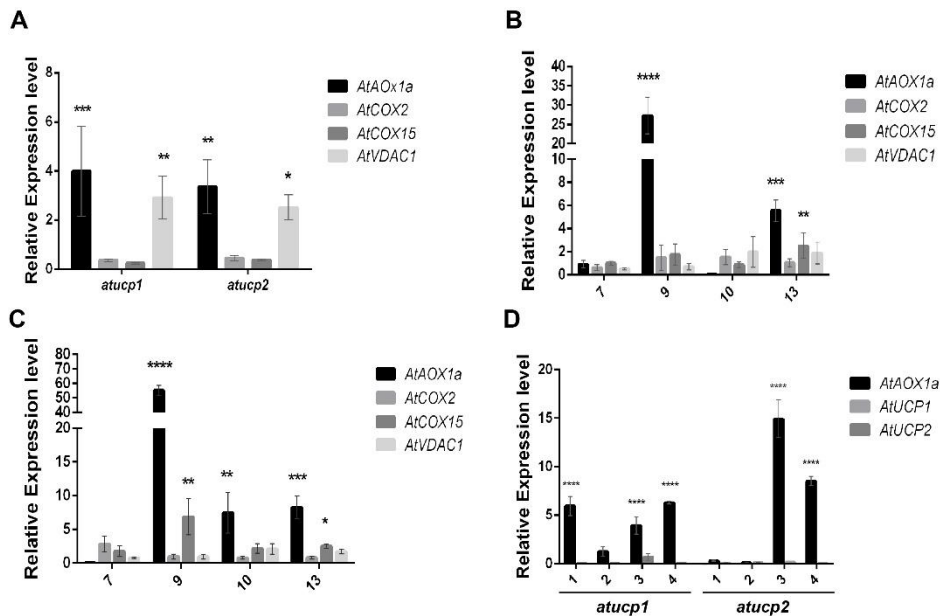 A
Relative Expression level
8
6
4
2
0
***
**
**
*
atucp1
atucp2
AtAOx1a
AtCOX2
AtCOX15
AtVDAC1
B
Relative Expression level
40
35
30
25
20
15
10
8
6
4
2
0
****
***
**
7
9
10
13
AtAOX1a
AtCOX2
AtCOX15
AtVDAC1
C
Relative Expression level
80
70
60
50
40
20
15
10
5
0
****
**
**
***
*
7
9
10
13
AtAOX1a
AtCOX2
AtCOX15
AtVDAC1
D
Relative Expression level
20
15
10
5
0
****
****
****
****
****
1 2 3 4 1 2 3 4
atucp1
atucp2
AtAOX1a
AtUCP1
AtUCP2